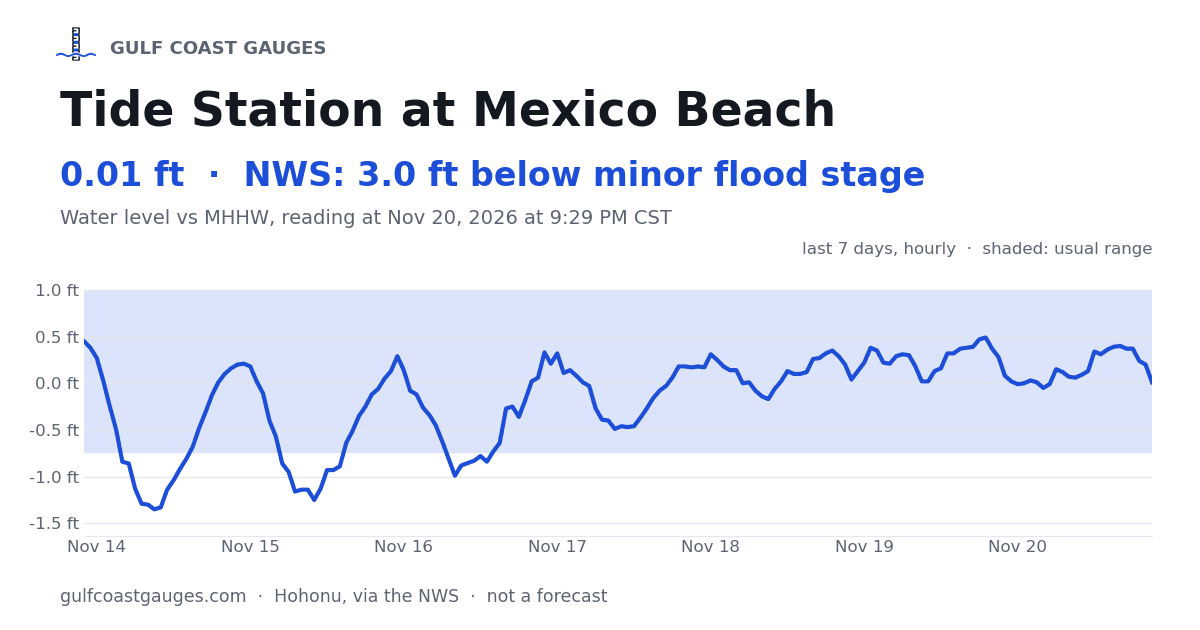 GULF COAST GAUGES
Tide Station at Mexico Beach
0.01 ft · NWS: 3.0 ft below minor flood stage
Water level vs MHHW, reading at Nov 20, 2026 at 9:29 PM CST
last 7 days, hourly · shaded: usual range
1.0 ft
0.5 ft
0.0 ft
-0.5 ft
-1.0 ft
-1.5 ft
Nov 14 Nov 15 Nov 16 Nov 17 Nov 18 Nov 19 Nov 20
gulfcoastgauges.com · Hohonu, via the NWS · not a forecast